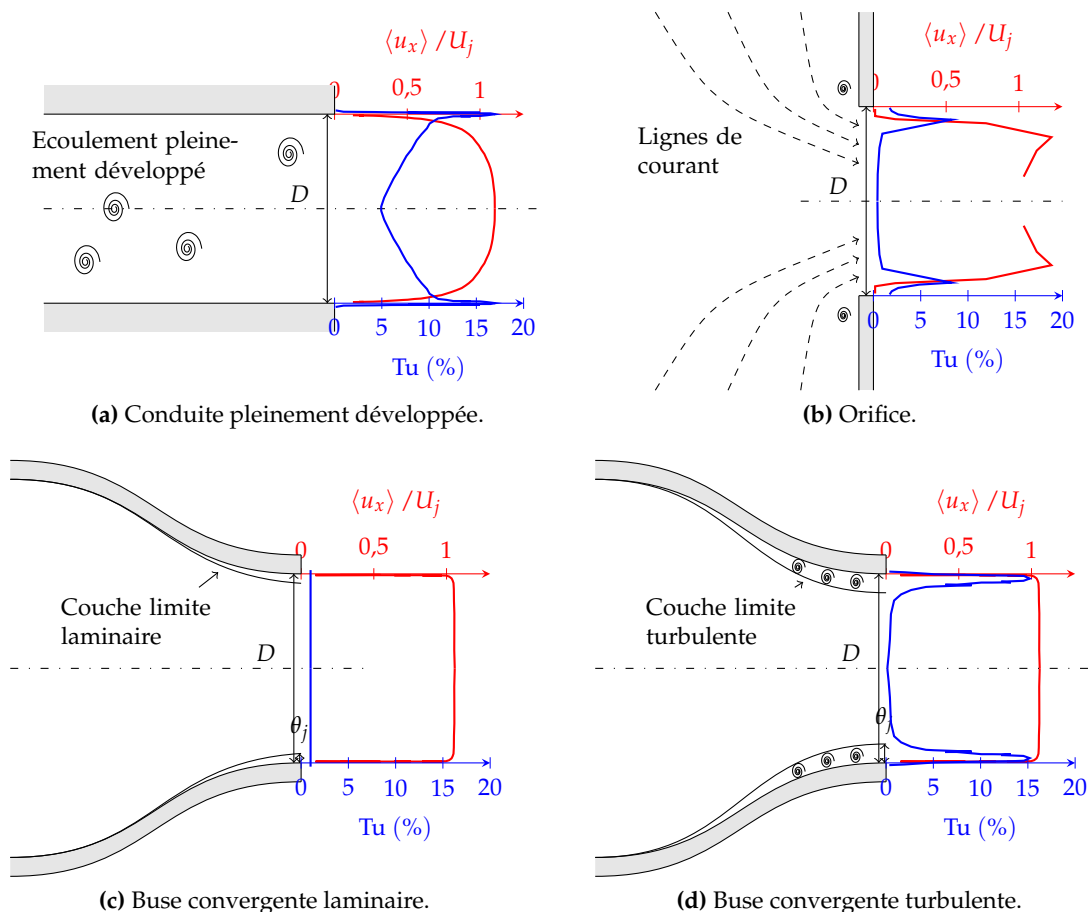 ⟨u_x⟩ /U_j
0 0,5 1
Ecoulement pleine-
ment développé
D
0 5 10 15 20
Tu (%)
(a) Conduite pleinement développée.
⟨u_x⟩ /U_j
0 0,5 1
Lignes de
courant
D
0 5 10 15 20
Tu (%)
(b) Orifice.
⟨u_x⟩ /U_j
0 0,5 1
Couche limite
laminaire
D
θ_j
0 5 10 15 20
Tu (%)
(c) Buse convergente laminaire.
⟨u_x⟩ /U_j
0 0,5 1
Couche limite
turbulente
D
θ_j
0 5 10 15 20
Tu (%)
(d) Buse convergente turbulente.